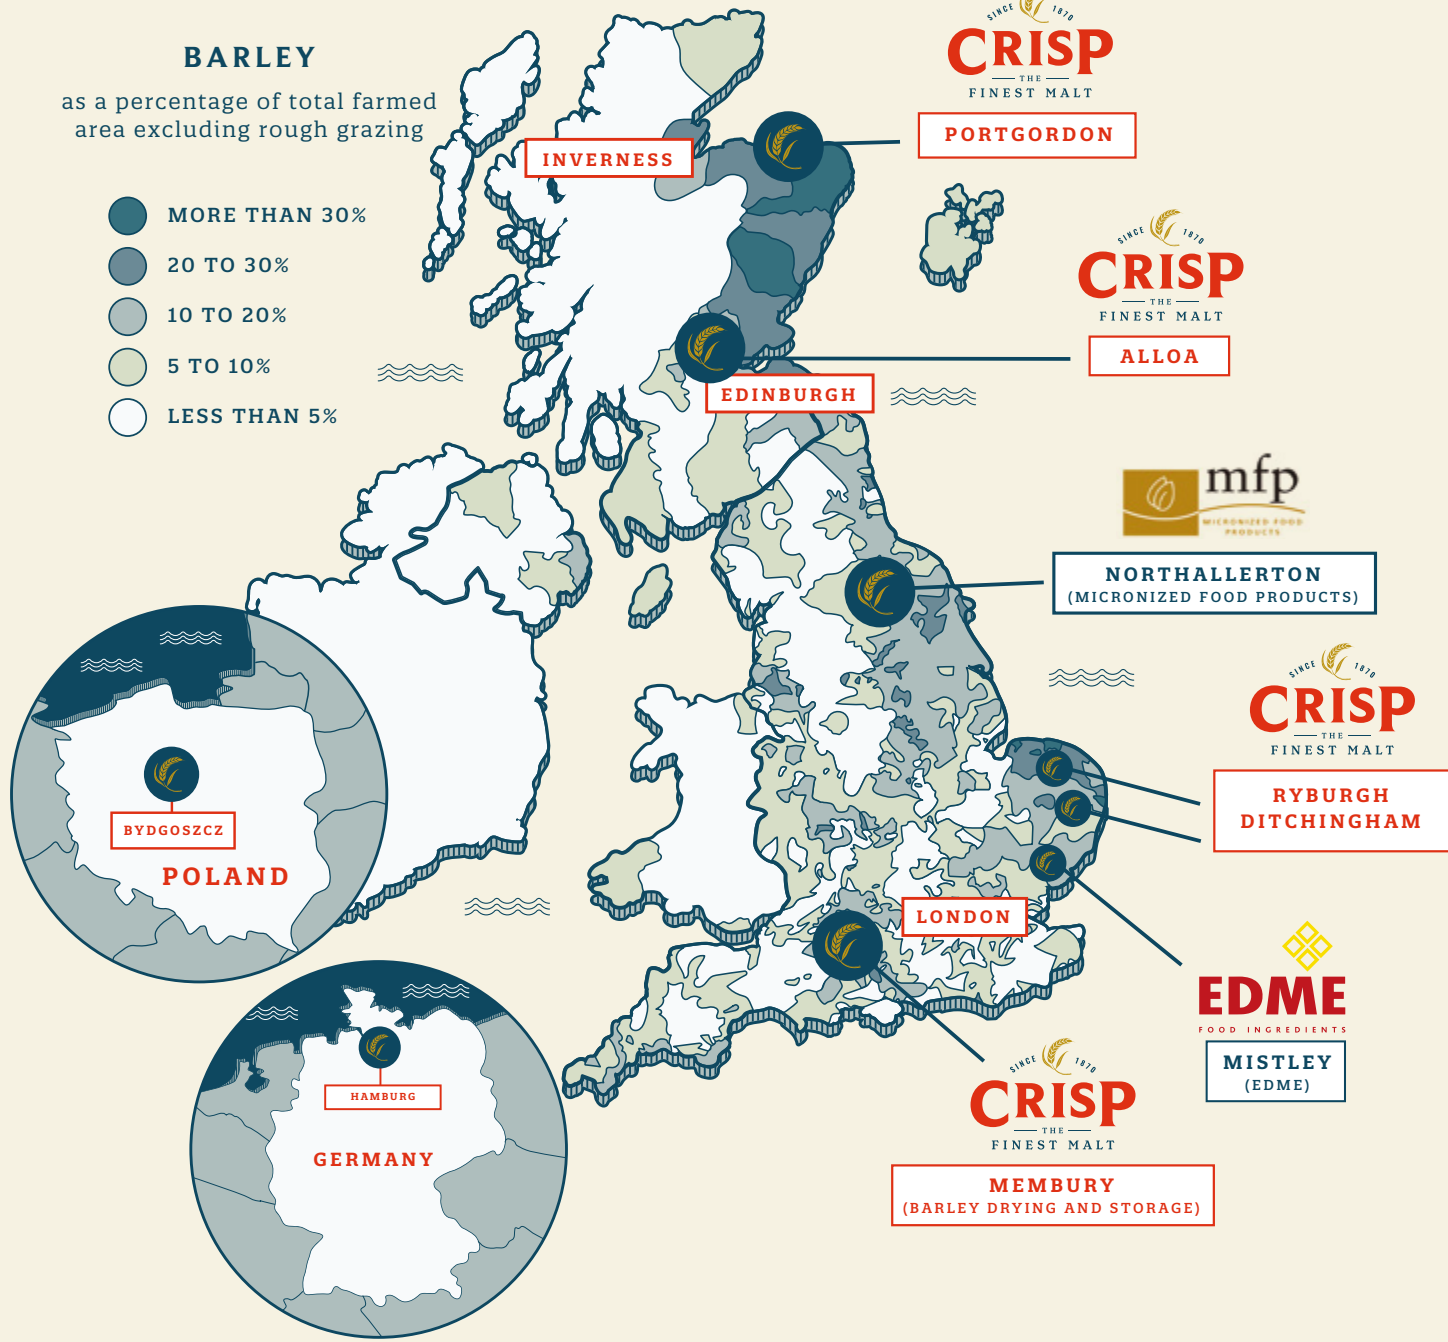 BARLEY
as a percentage of total farmed
area excluding rough grazing
MORE THAN 30%
20 TO 30%
10 TO 20%
5 TO 10%
LESS THAN 5%
SINCE 1870
CRISP
THE
FINEST MALT
PORTGORDON
INVERNESS
SINCE 1870
CRISP
THE
FINEST MALT
ALLOA
EDINBURGH
mfp
MICRONIZED FOOD
PRODUCTS
NORTHALLERTON
(MICRONIZED FOOD PRODUCTS)
SINCE 1870
CRISP
THE
FINEST MALT
RYBURGH
DITCHINGHAM
BYDGOSZCZ
POLAND
LONDON
EDME
FOOD INGREDIENTS
MISTLEY
(EDME)
SINCE 1870
CRISP
THE
FINEST MALT
MEMBURY
(BARLEY DRYING AND STORAGE)
HAMBURG
GERMANY